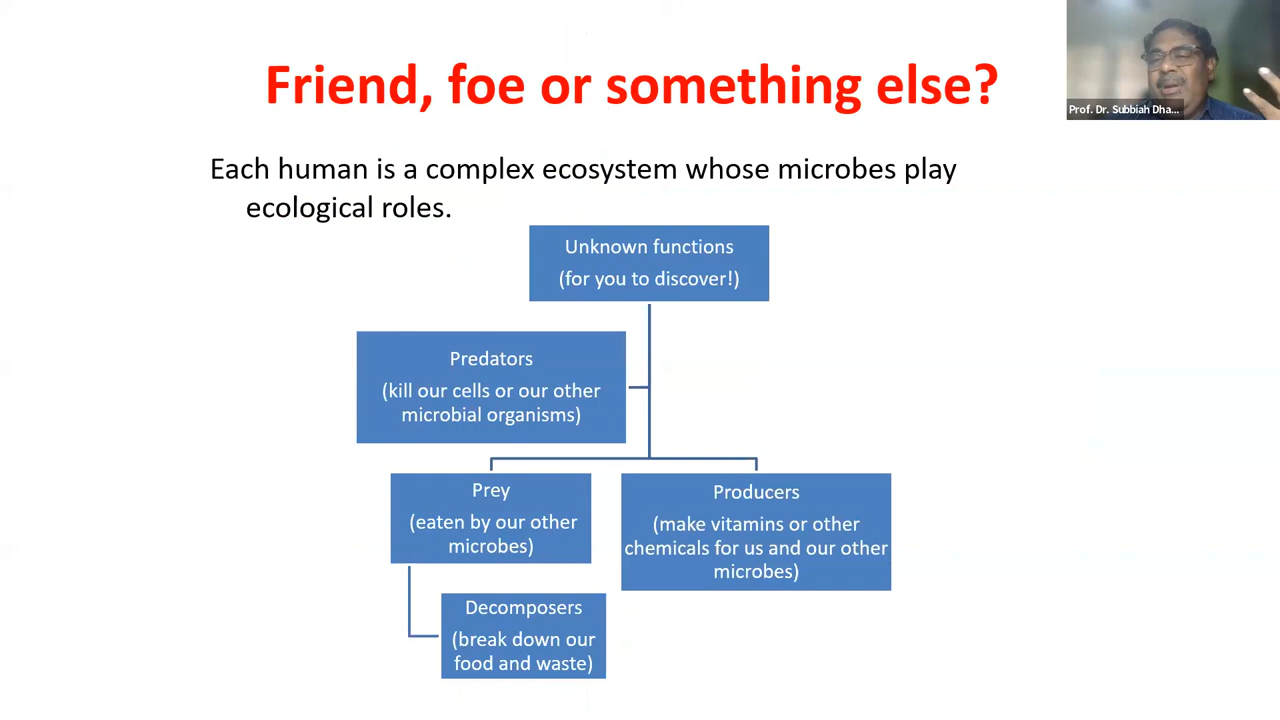 Friend, foe or something else?
Prof. Dr. Subbiah Dha...
Each human is a complex ecosystem whose microbes play
ecological roles.
Unknown functions
(for you to discover!)
Predators
(kill our cells or our other
microbial organisms)
Prey
(eaten by our other
microbes)
Producers
(make vitamins or other
chemicals for us and our other
microbes)
Decomposers
(break down our
food and waste)